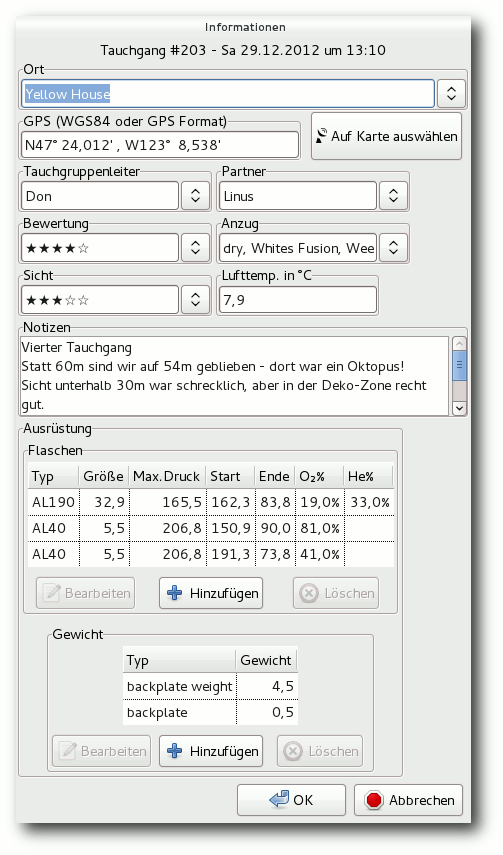 Informationen
Tauchgang #203 - Sa 29.12.2012 um 13:10
Ort
Yellow House
GPS (WGS84 oder GPS Format)
N47° 24,012' , W123°  8,538'
Auf Karte auswählen
Tauchgruppenleiter
Partner
Don
Linus
Bewertung
Anzug
★★★★☆
dry, Whites Fusion, Wee
Sicht
Lufttemp. in °C
★★★☆☆
7,9
Notizen
Vierter Tauchgang
Statt 60m sind wir auf 54m geblieben - dort war ein Oktopus!
Sicht unterhalb 30m war schrecklich, aber in der Deko-Zone recht
gut.
Ausrüstung
Flaschen
Typ Größe Max.Druck Start Ende O₂% He%
AL190 32,9 165,5 162,3 83,8 19,0% 33,0%
AL40 5,5 206,8 150,9 90,0 81,0%
AL40 5,5 206,8 191,3 73,8 41,0%
Bearbeiten Hinzufügen Löschen
Gewicht
Typ Gewicht
backplate weight 4,5
backplate 0,5
Bearbeiten Hinzufügen Löschen
OK Abbrechen